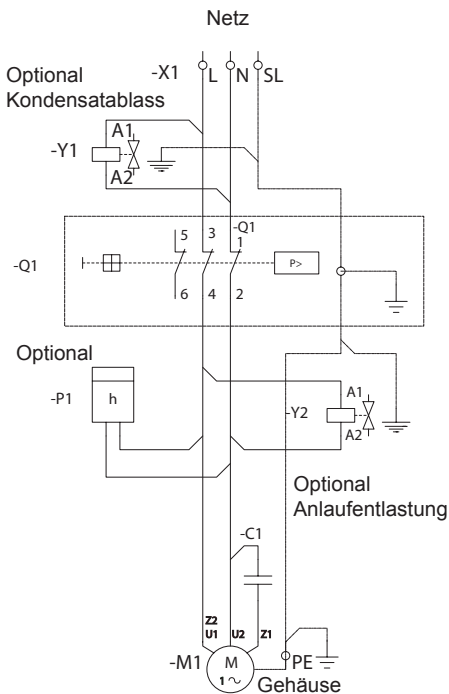 Netz
-X1 L N SL
Optional
Kondensatablass
A1
-Y1
A2
-Q1
5 3 1
-Q1
P>
6 4 2
Optional
-P1 h
A1
-Y2
A2
Optional
Anlaufentlastung
-C1
Z2
U1 U2 Z1
-M1 M PE
1~
Gehäuse